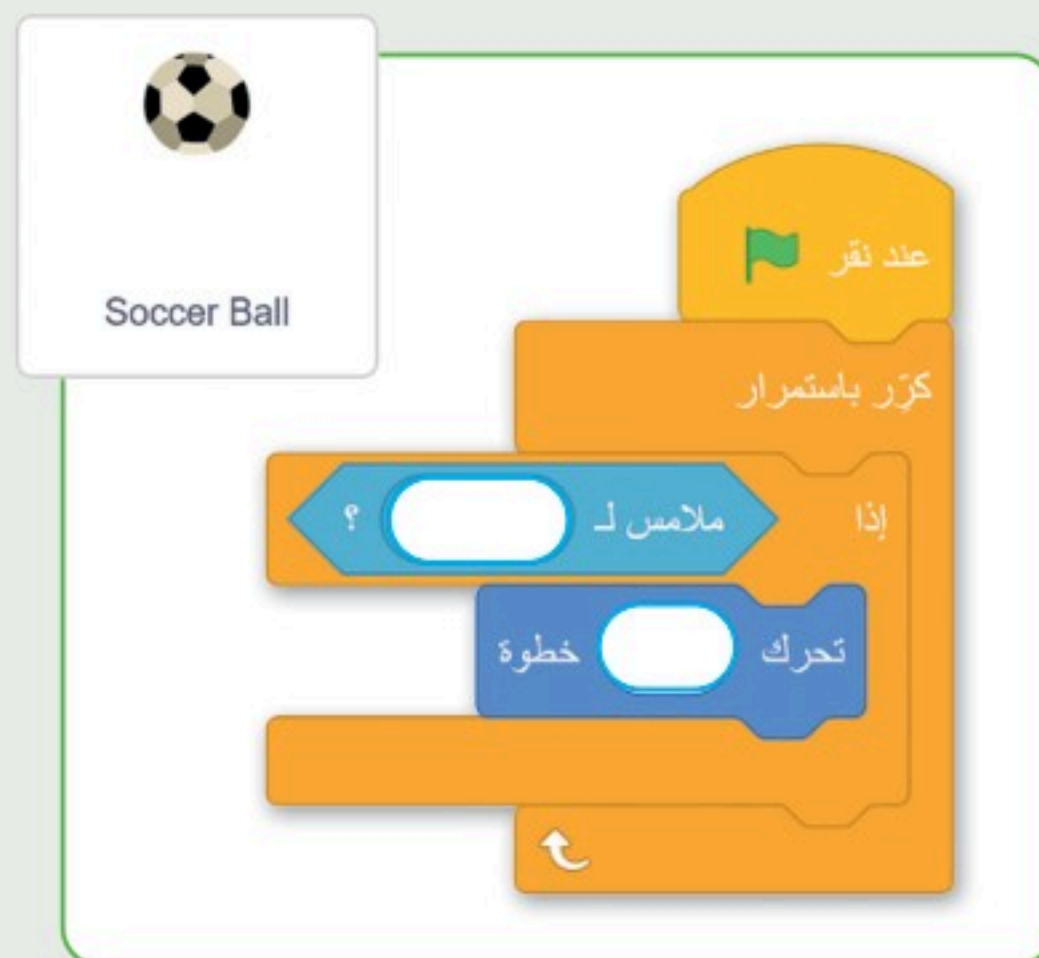 Soccer Ball
عند نقر
كرّر باستمرار
إذا ملامس لـ ؟
تحرك خطوة